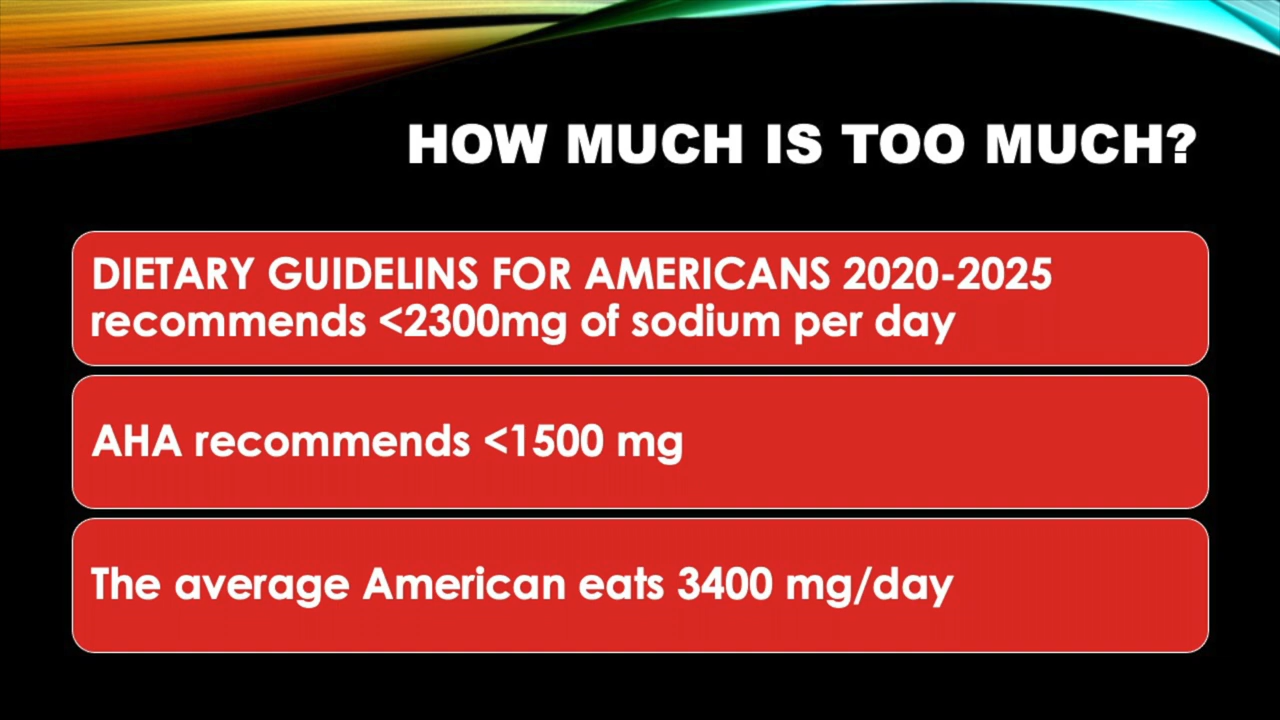 HOW MUCH IS TOO MUCH?
DIETARY GUIDELINS FOR AMERICANS 2020-2025
recommends <2300mg of sodium per day
AHA recommends <1500 mg
The average American eats 3400 mg/day